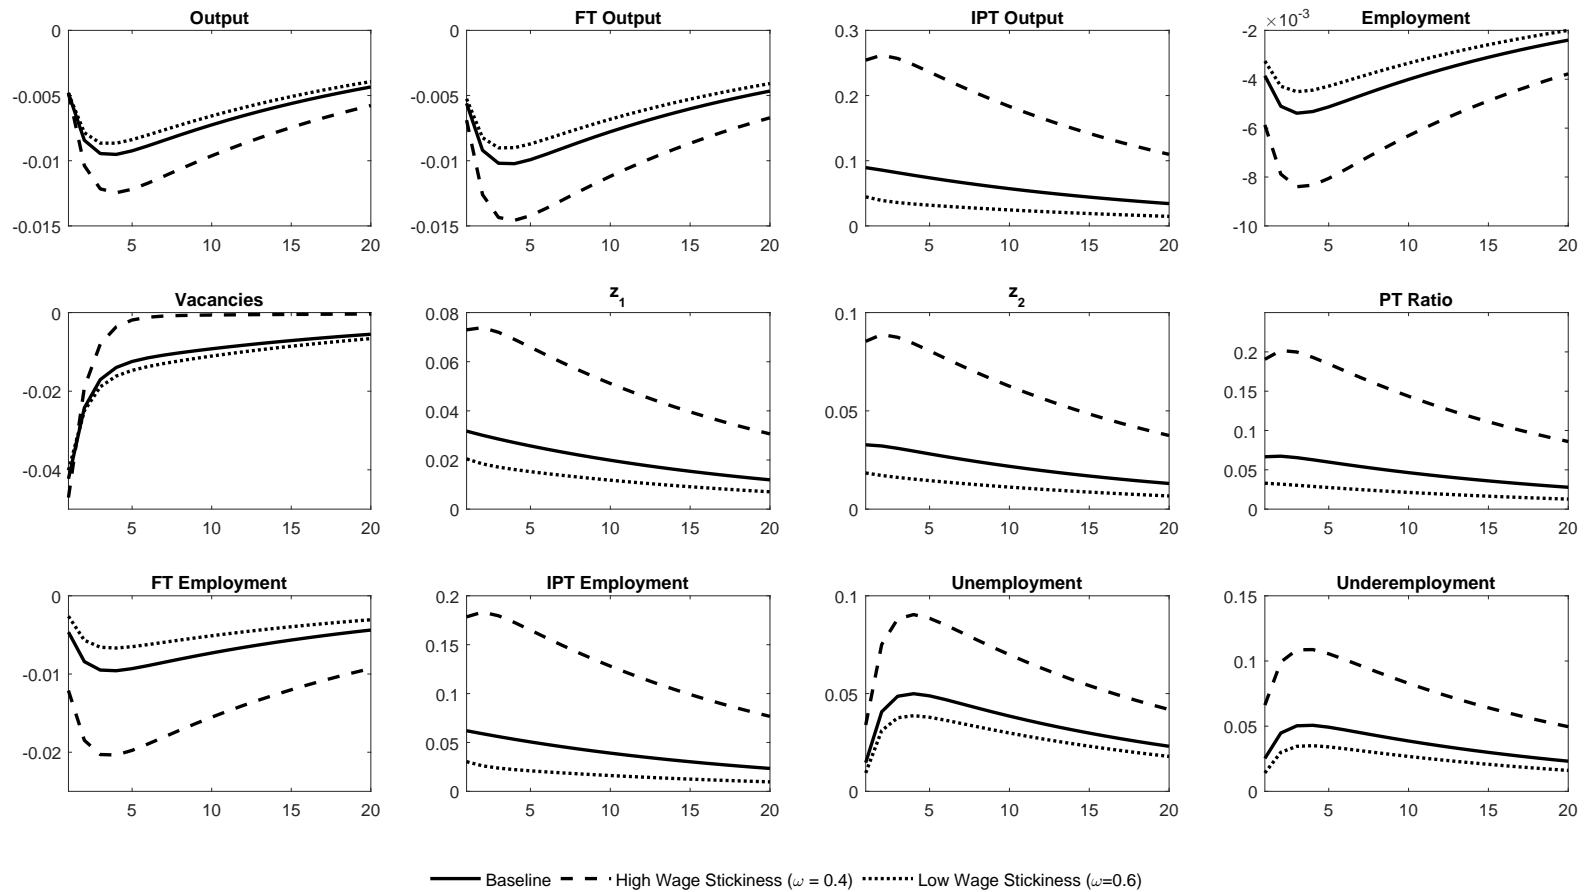 Output
0
-0.005
-0.01
-0.015
5 10 15 20
FT Output
0
-0.005
-0.01
-0.015
5 10 15 20
IPT Output
0.3
0.2
0.1
0
5 10 15 20
Employment
×10⁻³
-2
-4
-6
-8
-10
5 10 15 20
Vacancies
0
-0.02
-0.04
5 10 15 20
z₁
0.08
0.06
0.04
0.02
0
5 10 15 20
z₂
0.1
0.05
0
5 10 15 20
PT Ratio
0.2
0.15
0.1
0.05
0
5 10 15 20
FT Employment
0
-0.01
-0.02
5 10 15 20
IPT Employment
0.2
0.15
0.1
0.05
0
5 10 15 20
Unemployment
0.1
0.05
0
5 10 15 20
Underemployment
0.15
0.1
0.05
0
5 10 15 20
Baseline High Wage Stickiness (ω = 0.4) Low Wage Stickiness (ω=0.6)